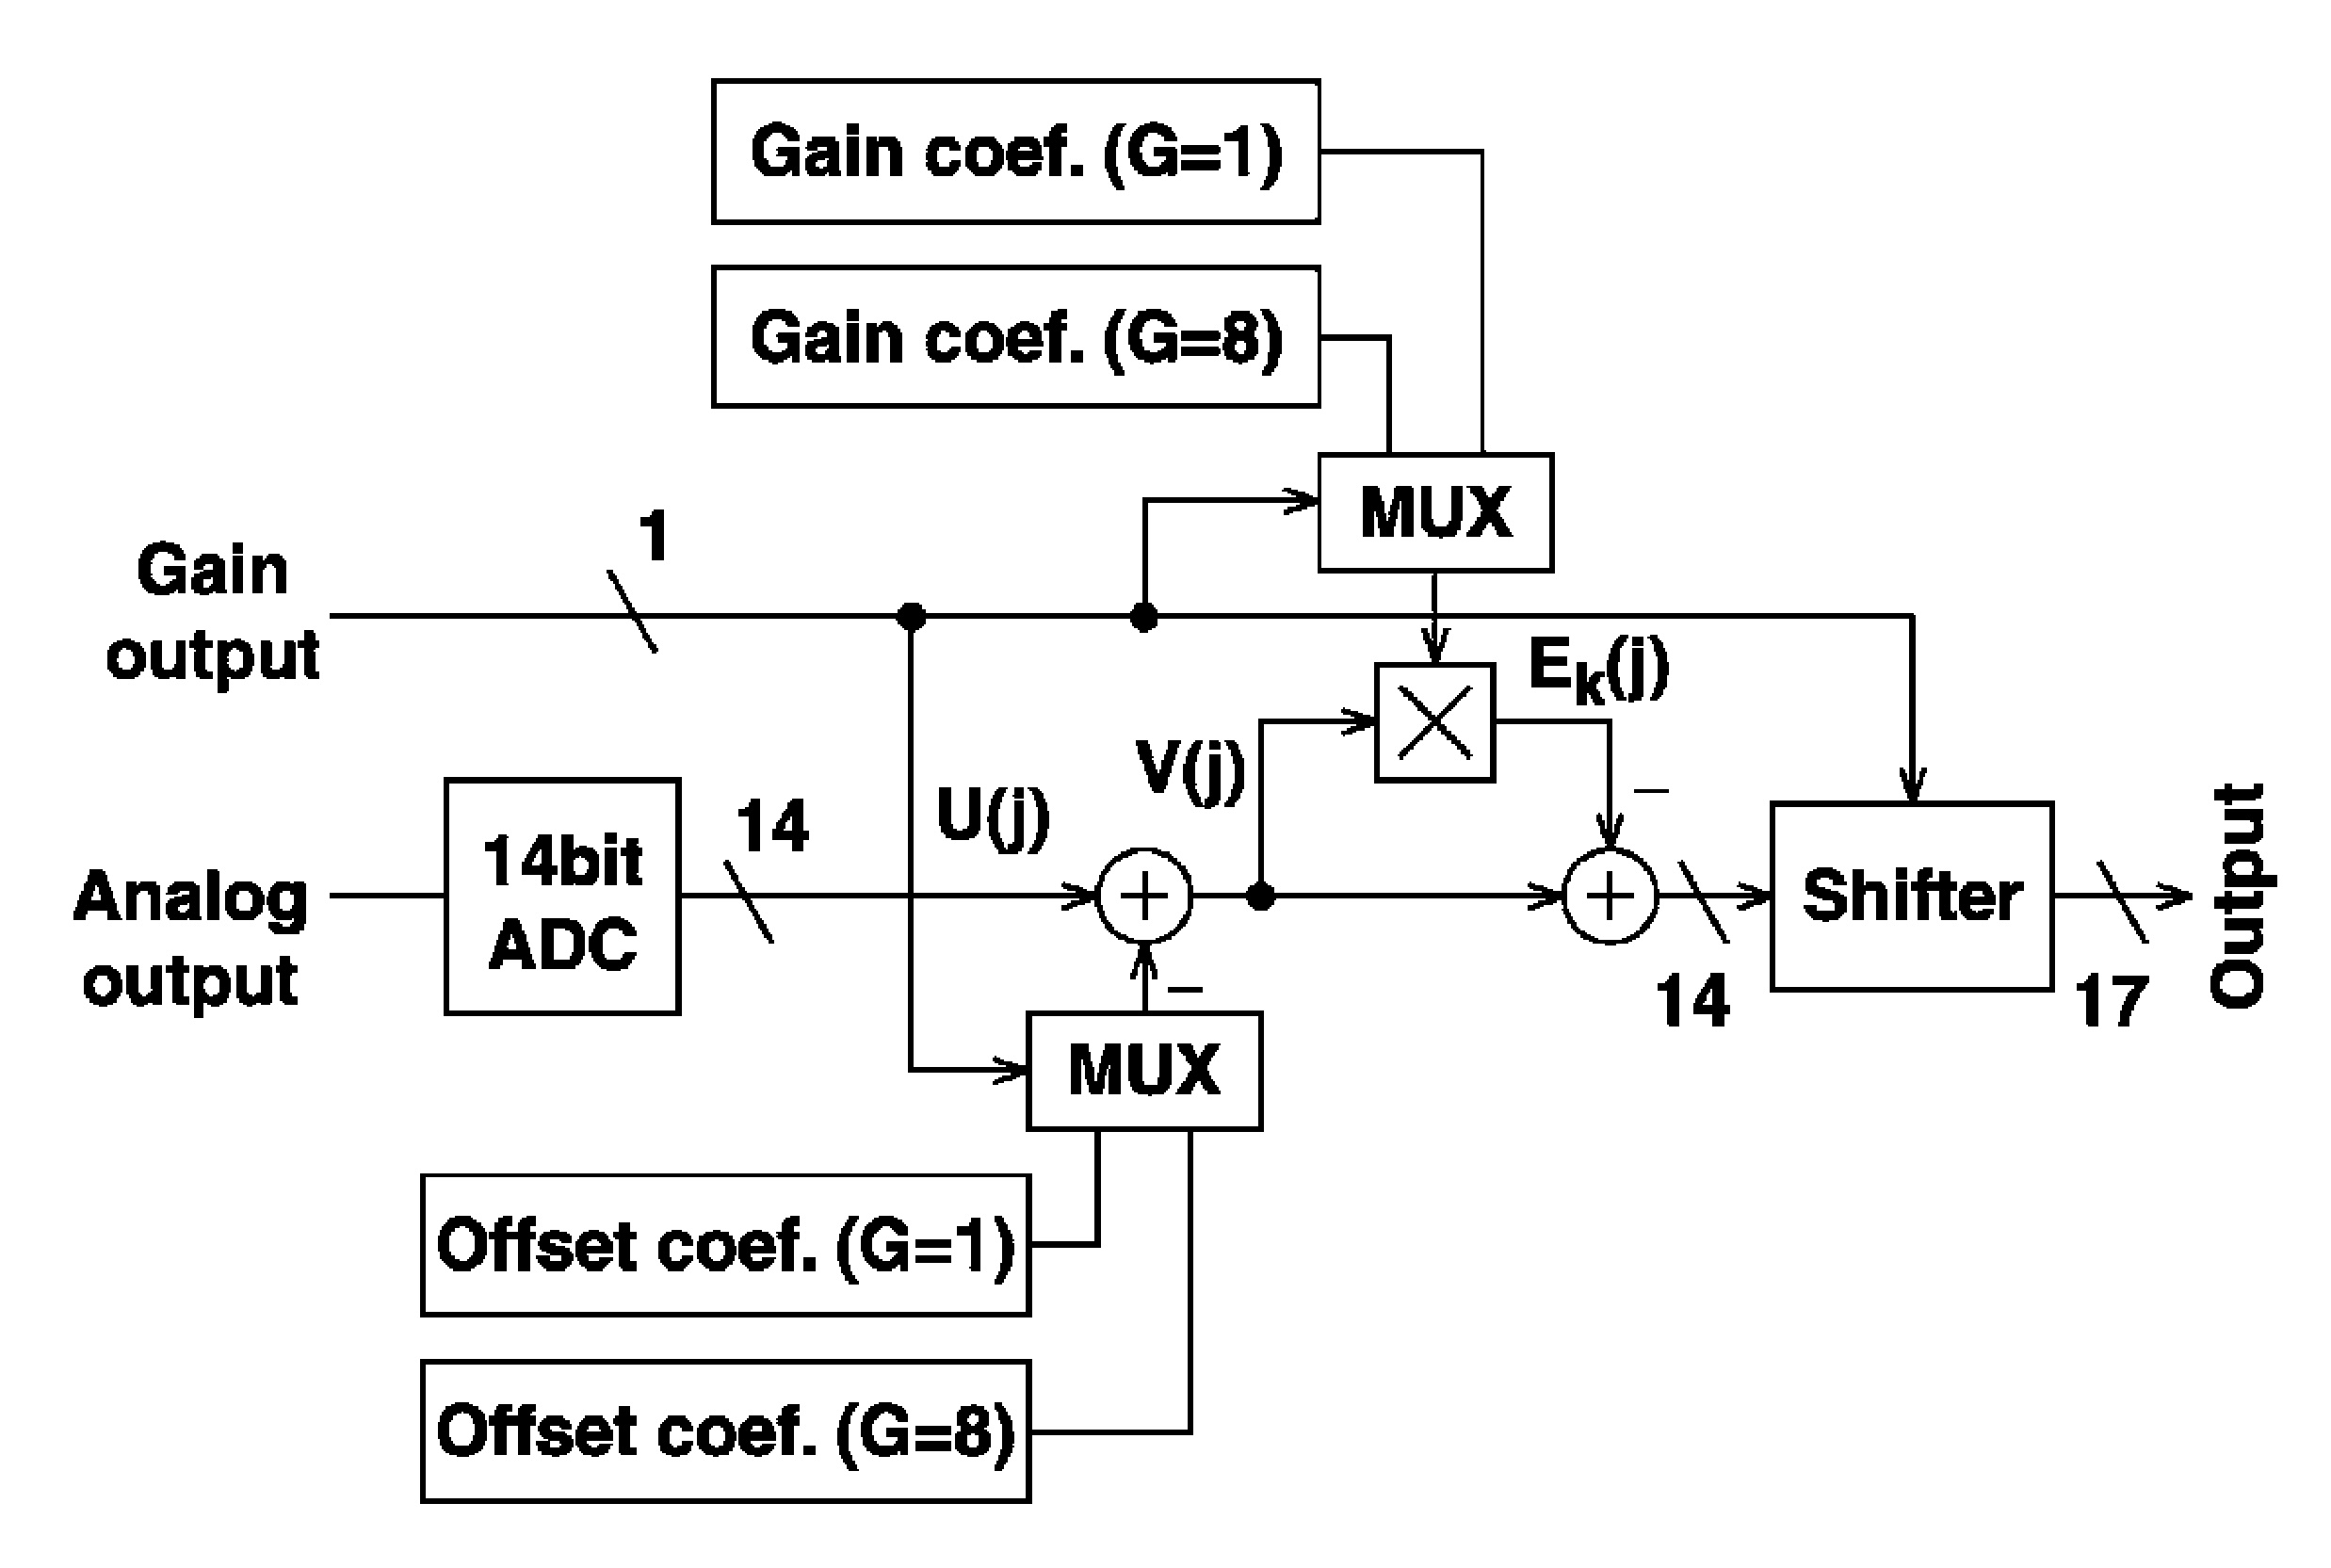 Gain coef. (G=1)
Gain coef. (G=8)
MUX
1
Gain
output
E_k(j)
V(j)
U(j)
14
14bit
ADC
Analog
output
+
–
+
–
Shifter
14
17
Output
MUX
Offset coef. (G=1)
Offset coef. (G=8)